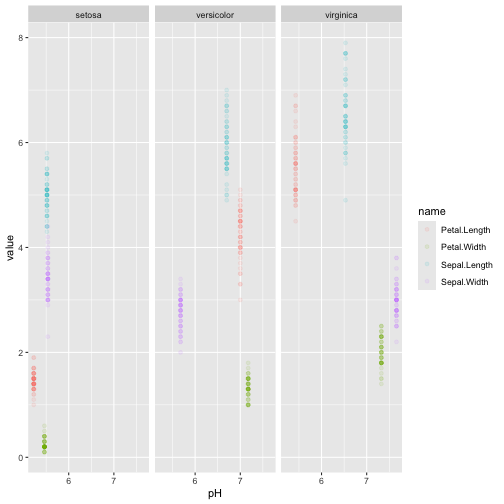 setosa versicolor virginica
8
6
4
2
0
value
6 7 6 7 6 7
pH
name
Petal.Length
Petal.Width
Sepal.Length
Sepal.Width